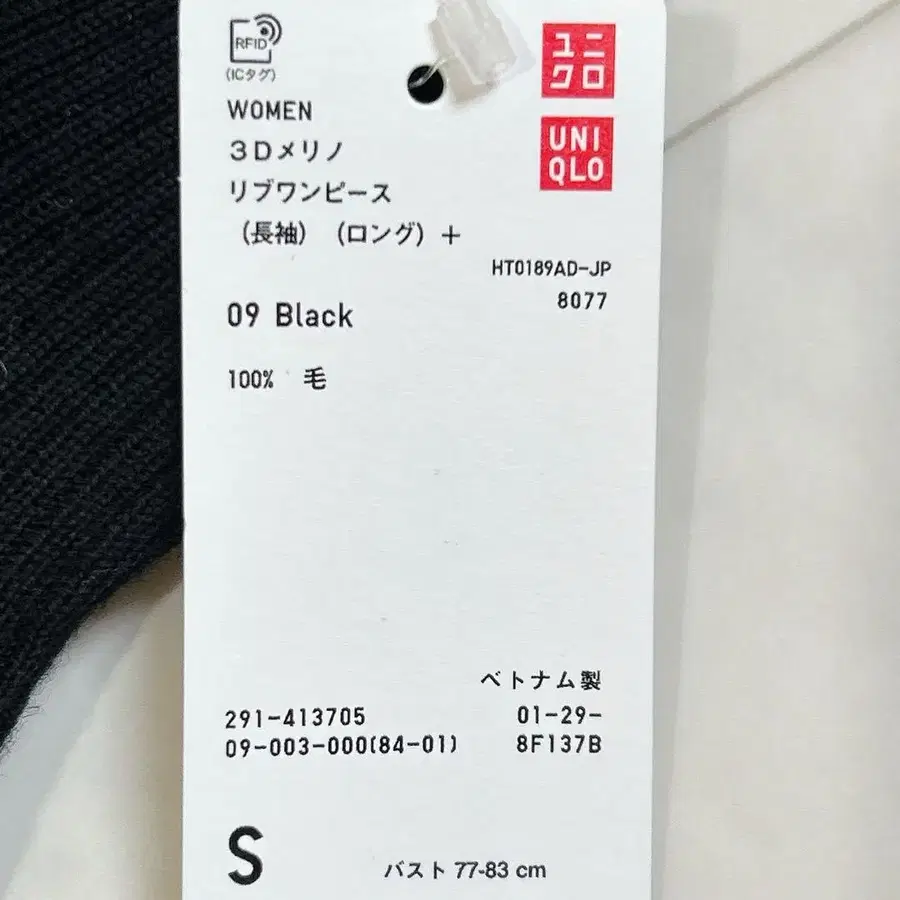 RFID
(ICタグ)
ユニ
クロ
UNI
QLO
WOMEN
3Dメリノ
リブワンピース
(長袖) (ロング) +
HT0189AD-JP
8077
09 Black
100% 毛
ベトナム製
291-413705 01-29-
09-003-000(84-01) 8F137B
S バスト 77-83 cm